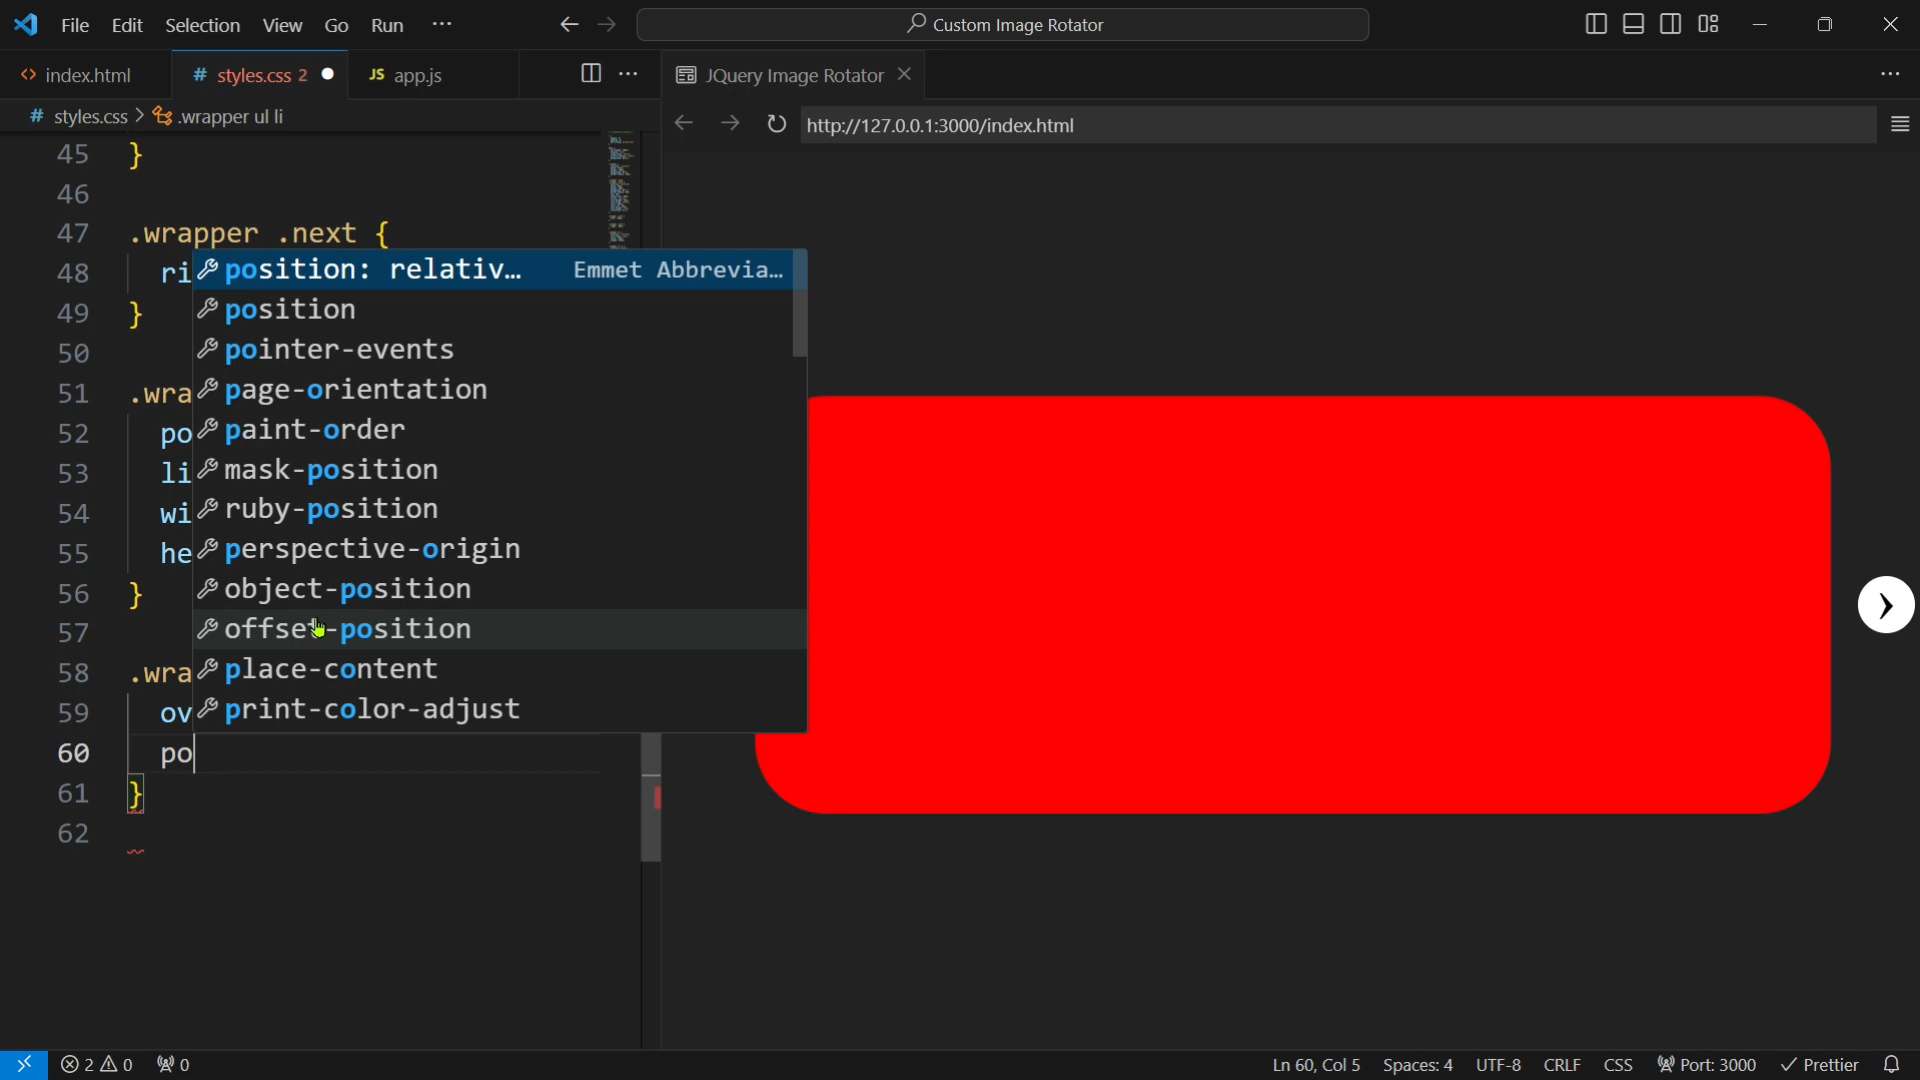 File Edit Selection View Go Run ··· Custom Image Rotator
index.html # styles.css 2 JS app.js ··· JQuery Image Rotator ···
# styles.css > .wrapper ul li http://127.0.0.1:3000/index.html
45 }
46
47 .wrapper .next {
48 ri
49 }
50
51 .wra
52 po
53 li
54 wi
55 he
56 }
57
58 .wra
59 ov
60 po
61 }
62
position: relativ… Emmet Abbrevia…
position
pointer-events
page-orientation
paint-order
mask-position
ruby-position
perspective-origin
object-position
offset-position
place-content
print-color-adjust
❯
2 0 0 Ln 60, Col 5 Spaces: 4 UTF-8 CRLF CSS Port: 3000 Prettier